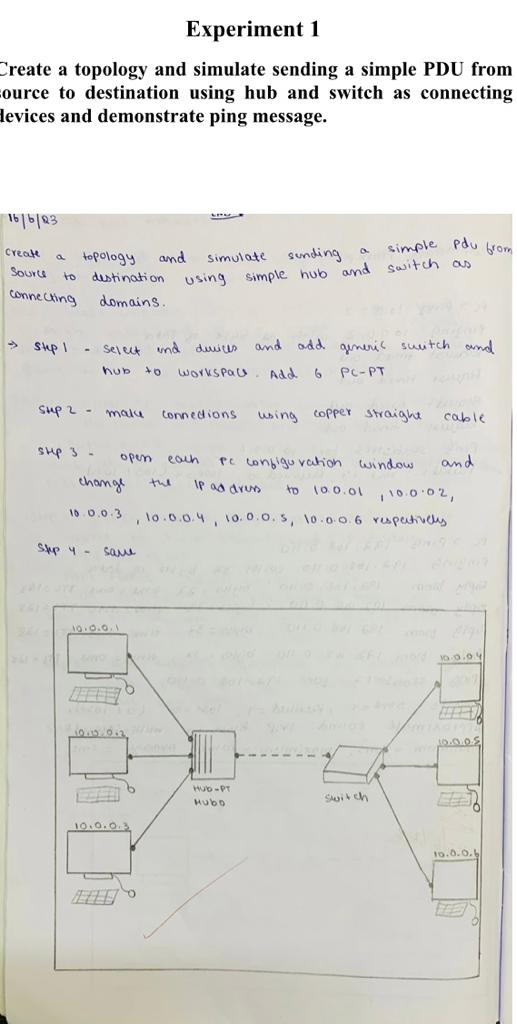 Experiment 1
Create a topology and simulate sending a simple PDU from
source to destination using hub and switch as connecting
devices and demonstrate ping message.
16/6/23
create a topology and simulate sending a simple Pdu from
Source to destination using simple hub and switch as
connecting domains.
→ Step 1 - select end devices and add generic switch and
hub to workspace. Add 6 PC-PT
Step 2 - make connections using copper straight cable
Step 3 - open each PC configuration window and
change the IP address to 10.0.01, 10.0.02,
10.0.0.3, 10.0.0.4, 10.0.0.5, 10.0.0.6 respectively
Step 4 - save
10.0.0.1
10.0.0.4
10.0.0.2
10.0.0.5
HUB-PT
HUB0
Switch
10.0.0.3
10.0.0.6